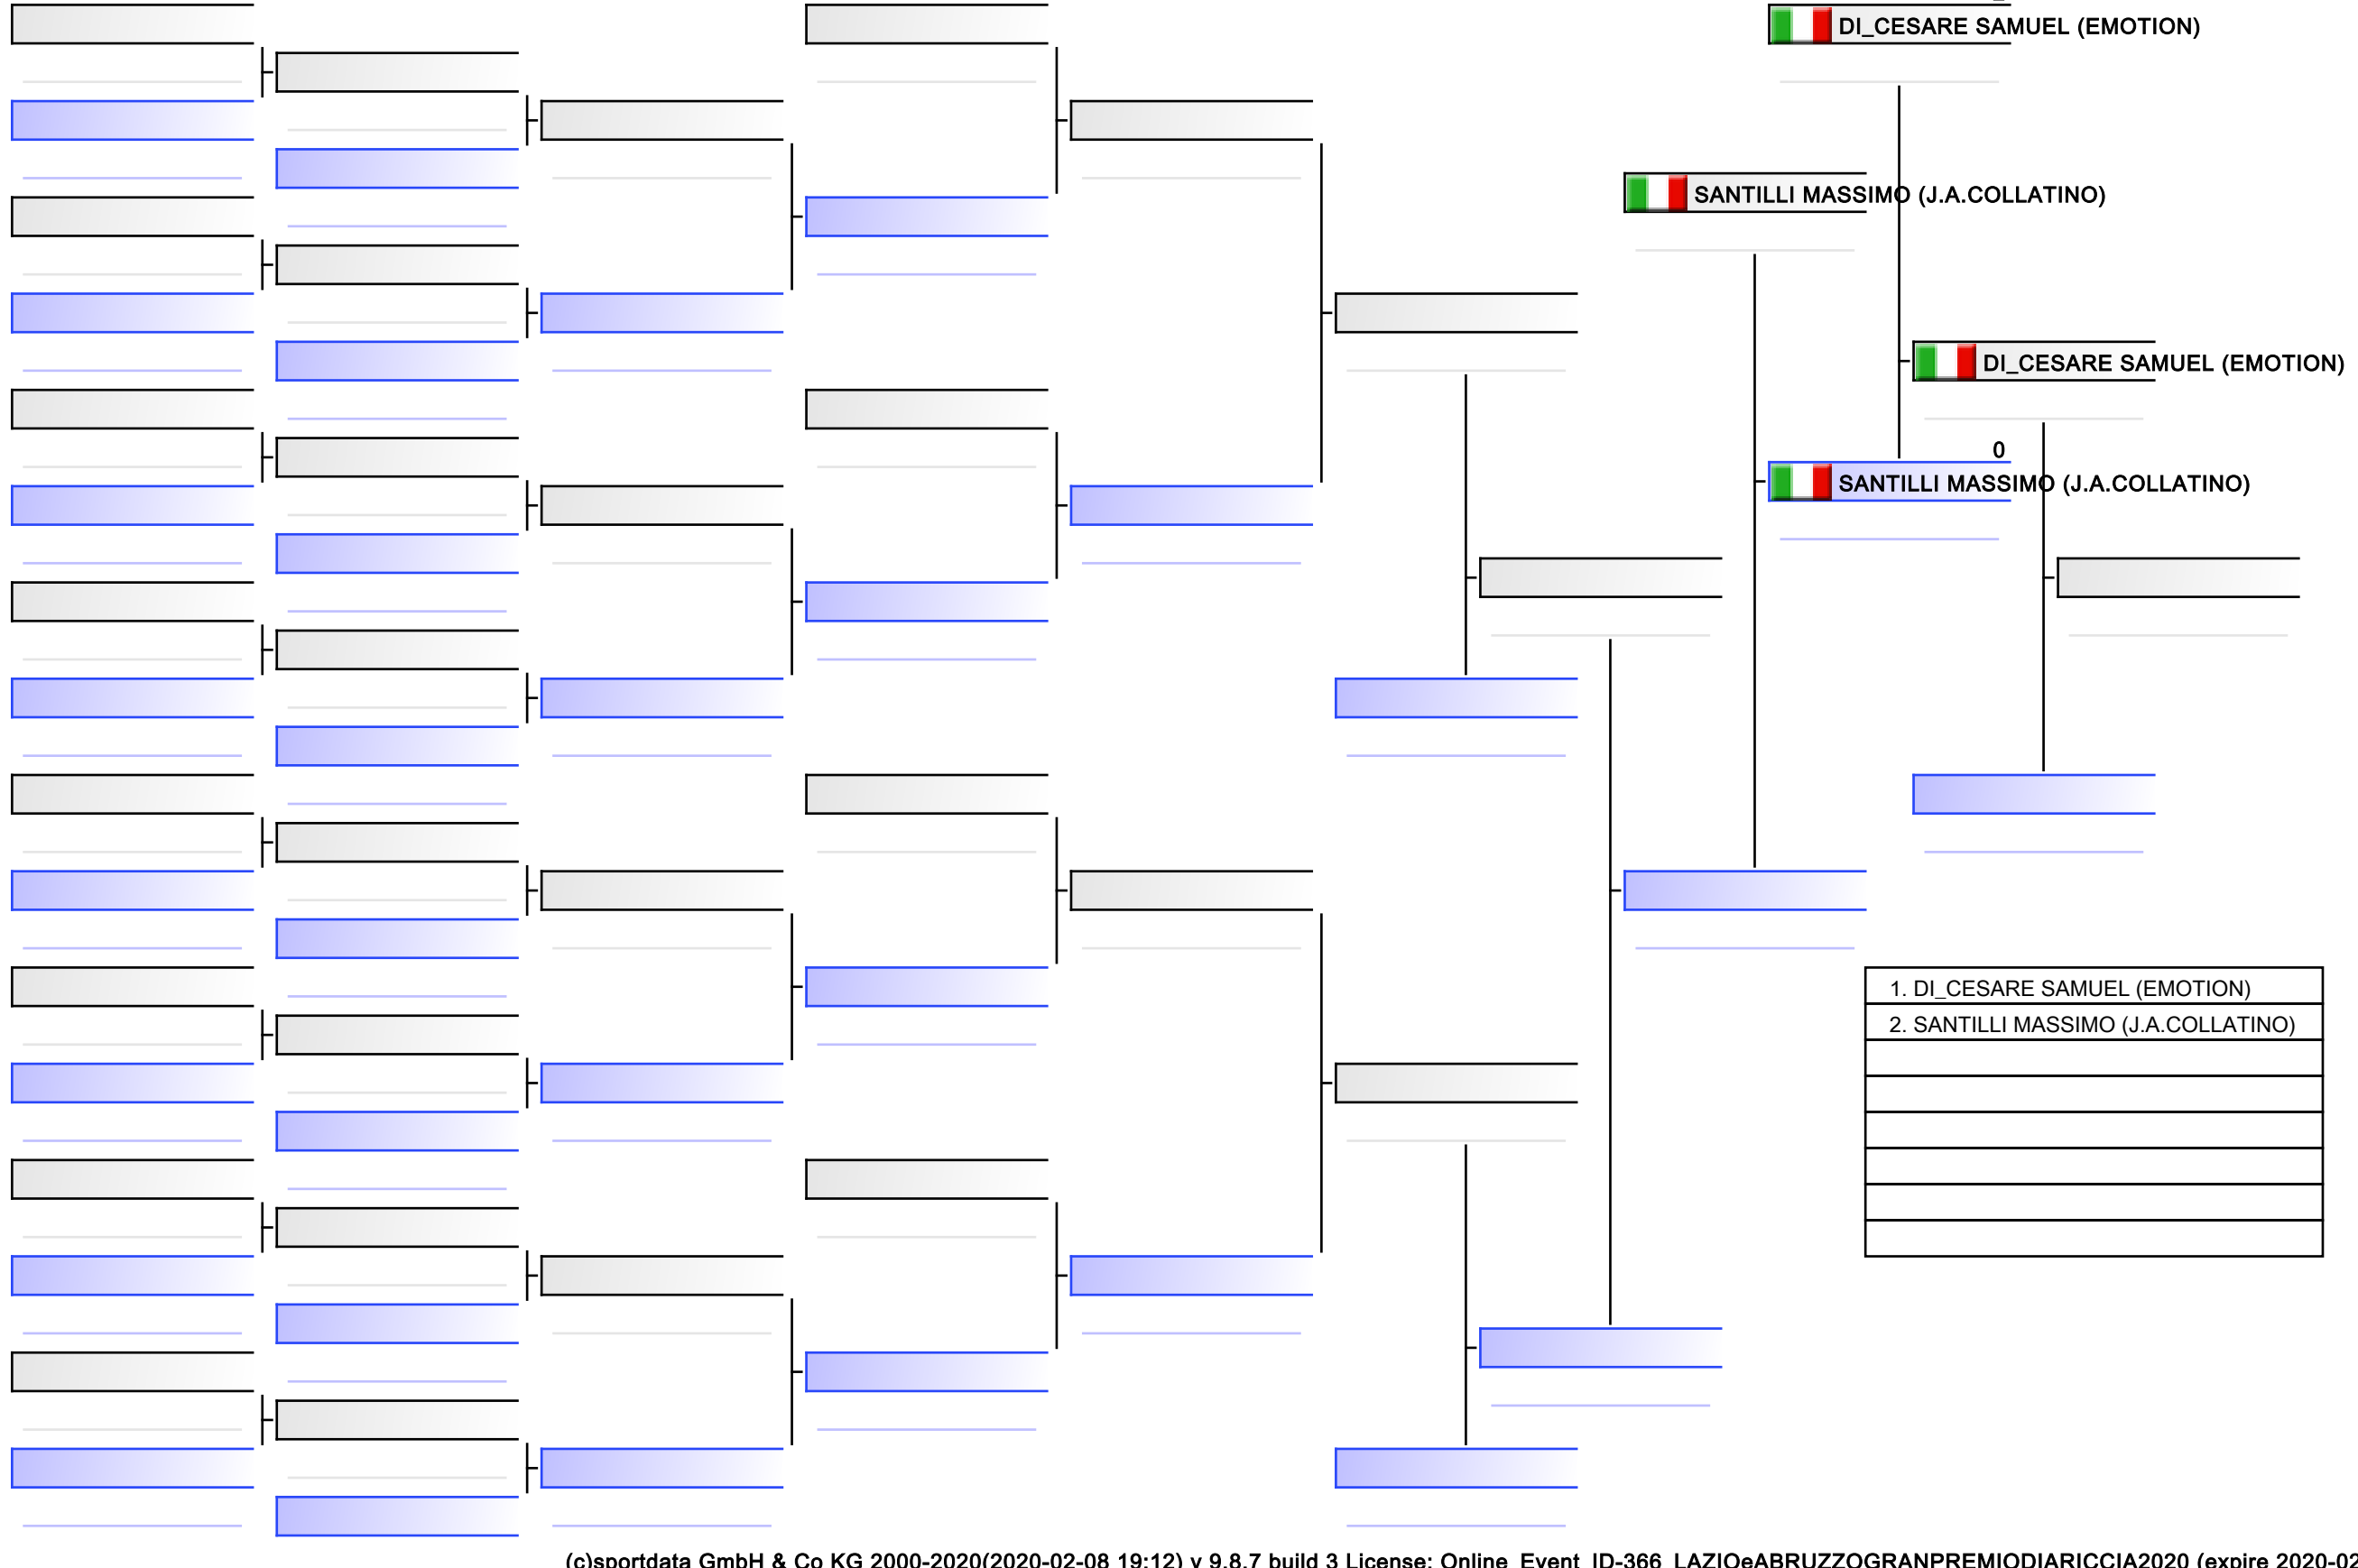 DI_CESARE SAMUEL (EMOTION)
SANTILLI MASSIMO (J.A.COLLATINO)
DI_CESARE SAMUEL (EMOTION)
0
SANTILLI MASSIMO (J.A.COLLATINO)
1. DI_CESARE SAMUEL (EMOTION)
2. SANTILLI MASSIMO (J.A.COLLATINO)
(c)sportdata GmbH & Co KG 2000-2020(2020-02-08 19:12) v 9.8.7 build 3 License: Online_Event_ID-366_LAZIOeABRUZZOGRANPREMIODIARICCIA2020 (expire 2020-02